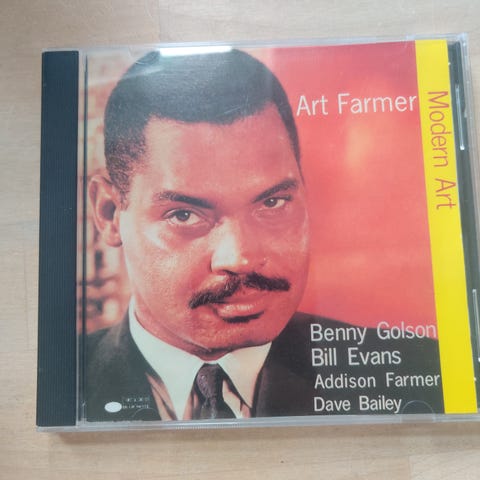 Art Farmer
Modern Art
Benny Golson
Bill Evans
Addison Farmer
Dave Bailey